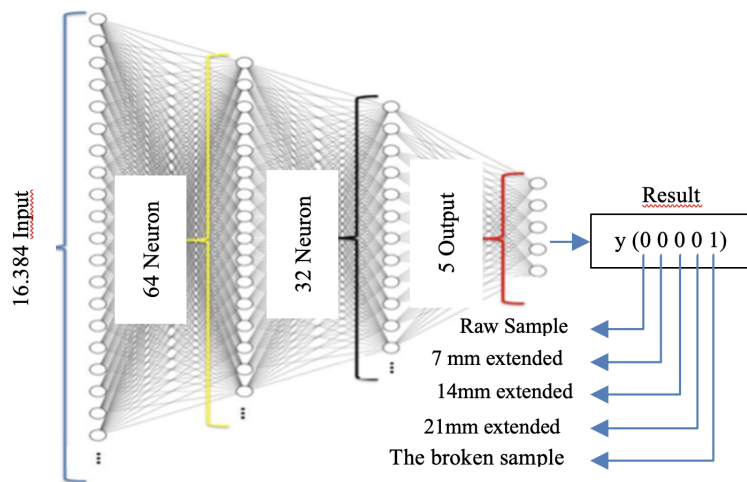 16.384 Input
64 Neuron
32 Neuron
5 Output
Result
y (0 0 0 0 1)
Raw Sample
7 mm extended
14mm extended
21mm extended
The broken sample
...
...
...